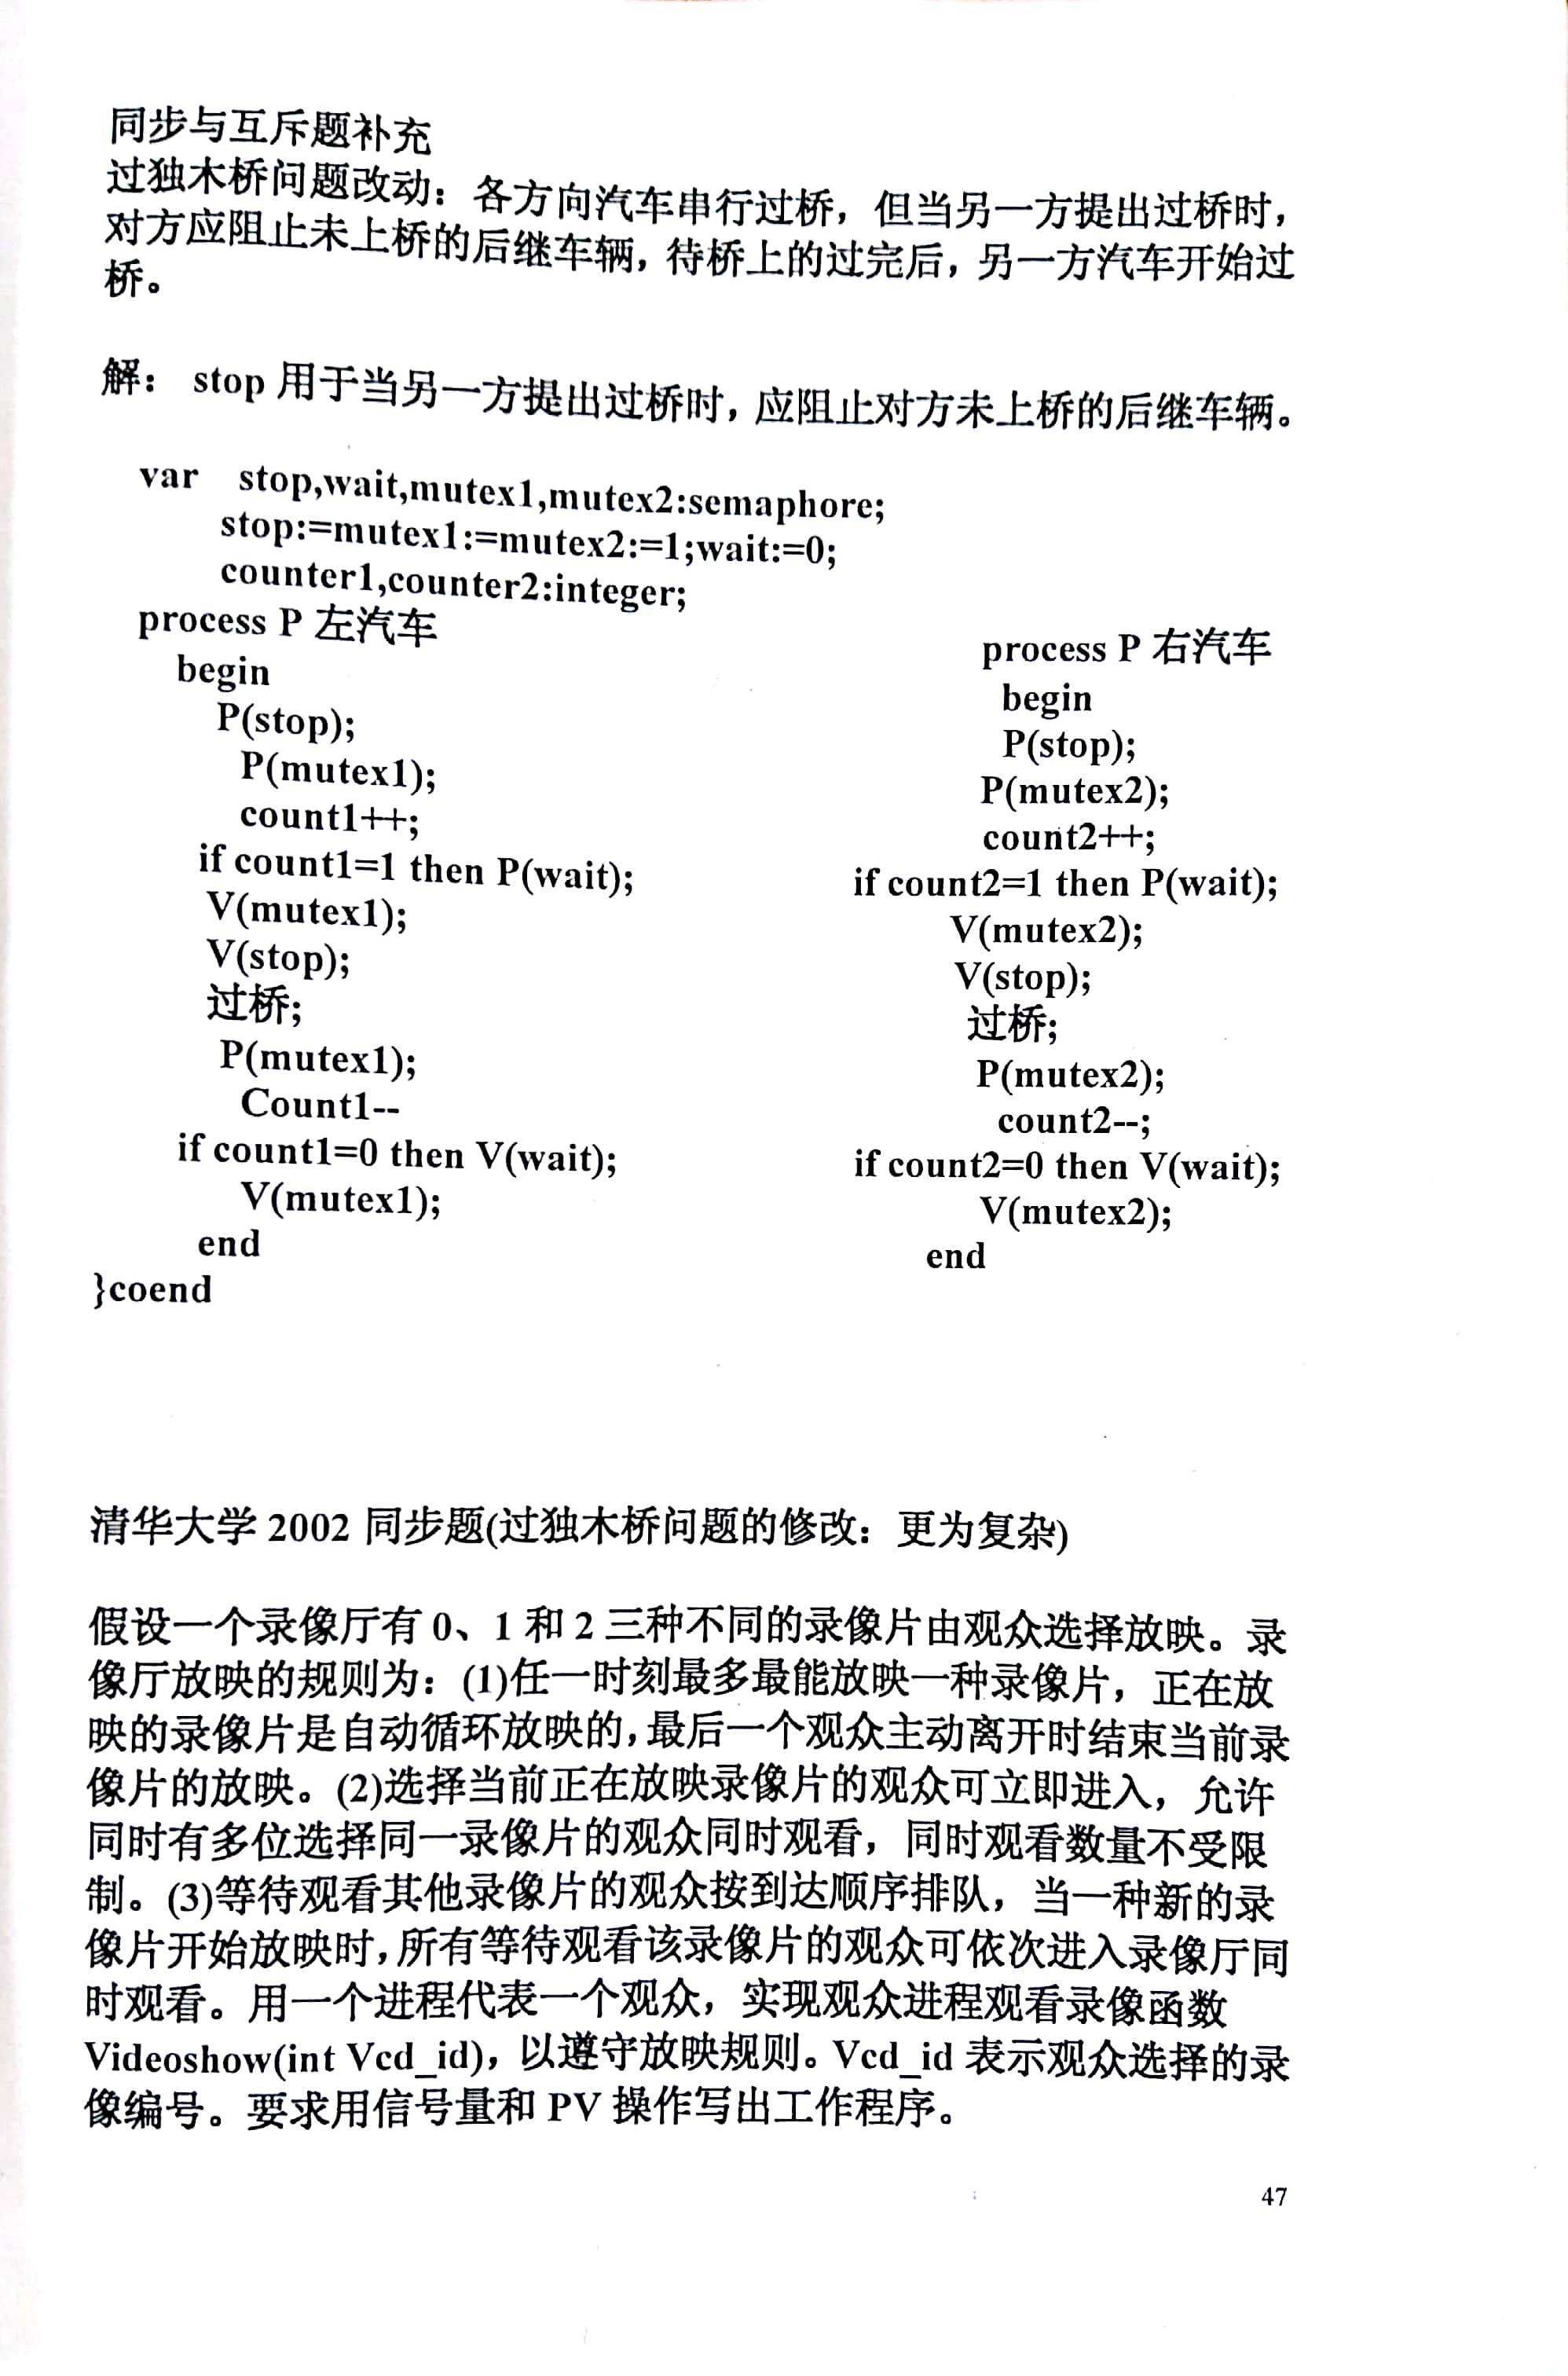 同步与互斥题补充
过独木桥问题改动：各方向汽车串行过桥，但当另一方提出过桥时，
对方应阻止未上桥的后继车辆，待桥上的过完后，另一方汽车开始过
桥。
解： stop 用于当另一方提出过桥时，应阻止对方未上桥的后继车辆。
var stop,wait,mutex1,mutex2:semaphore;
stop:=mutex1:=mutex2:=1;wait:=0;
counter1,counter2:integer;
process P 左汽车
begin
P(stop);
P(mutex1);
count1++;
if count1=1 then P(wait);
V(mutex1);
V(stop);
过桥;
P(mutex1);
Count1--
if count1=0 then V(wait);
V(mutex1);
end
}coend
process P 右汽车
begin
P(stop);
P(mutex2);
count2++;
if count2=1 then P(wait);
V(mutex2);
V(stop);
过桥;
P(mutex2);
count2--;
if count2=0 then V(wait);
V(mutex2);
end
清华大学 2002 同步题(过独木桥问题的修改：更为复杂)
假设一个录像厅有 0、1 和 2 三种不同的录像片由观众选择放映。录
像厅放映的规则为：(1)任一时刻最多最能放映一种录像片，正在放
映的录像片是自动循环放映的,最后一个观众主动离开时结束当前录
像片的放映。(2)选择当前正在放映录像片的观众可立即进入，允许
同时有多位选择同一录像片的观众同时观看，同时观看数量不受限
制。(3)等待观看其他录像片的观众按到达顺序排队，当一种新的录
像片开始放映时,所有等待观看该录像片的观众可依次进入录像厅同
时观看。用一个进程代表一个观众，实现观众进程观看录像函数
Videoshow(int Vcd_id)，以遵守放映规则。Vcd_id 表示观众选择的录
像编号。要求用信号量和 PV 操作写出工作程序。
47